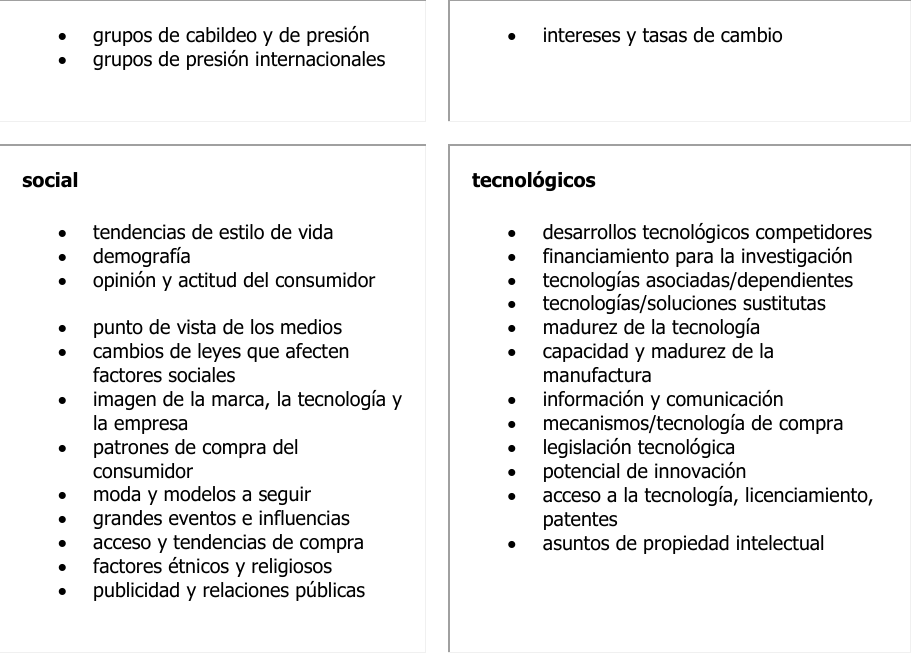 • grupos de cabildeo y de presión
• grupos de presión internacionales
• intereses y tasas de cambio
social
• tendencias de estilo de vida
• demografía
• opinión y actitud del consumidor
• punto de vista de los medios
• cambios de leyes que afecten
factores sociales
• imagen de la marca, la tecnología y
la empresa
• patrones de compra del
consumidor
• moda y modelos a seguir
• grandes eventos e influencias
• acceso y tendencias de compra
• factores étnicos y religiosos
• publicidad y relaciones públicas
tecnológicos
• desarrollos tecnológicos competidores
• financiamiento para la investigación
• tecnologías asociadas/dependientes
• tecnologías/soluciones sustitutas
• madurez de la tecnología
• capacidad y madurez de la
manufactura
• información y comunicación
• mecanismos/tecnología de compra
• legislación tecnológica
• potencial de innovación
• acceso a la tecnología, licenciamiento,
patentes
• asuntos de propiedad intelectual